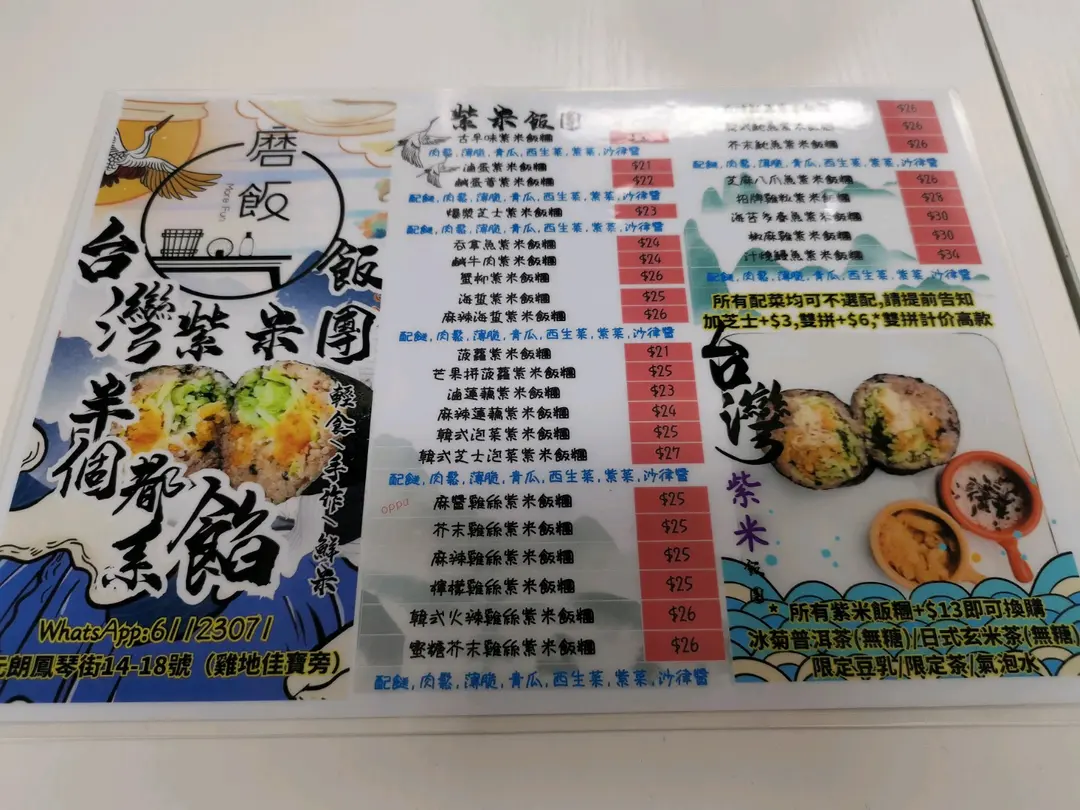 磨
飯
More Fun
台灣紫米飯團
半個都系餡
輕食、手作、鮮米
WhatsApp:61123071
元朗鳳琴街14-18號（雞地佳寶旁）
紫米飯團
古早味紫米飯糰
肉鬆,薄脆,青瓜,西生菜,紫菜,沙律醬
滷蛋紫米飯糰 $21
鹹蛋黃紫米飯糰 $22
配餸,肉鬆,薄脆,青瓜,西生菜,紫菜,沙律醬
爆漿芝士紫米飯糰 $23
配餸,肉鬆,薄脆,青瓜,西生菜,紫菜,沙律醬
吞拿魚紫米飯糰 $24
鹹牛肉紫米飯糰 $24
蟹柳紫米飯糰 $26
海蜇紫米飯糰 $25
麻辣海蜇紫米飯糰 $26
配餸,肉鬆,薄脆,青瓜,西生菜,紫菜,沙律醬
菠蘿紫米飯糰 $21
芒果拼菠蘿紫米飯糰 $25
滷蓮藕紫米飯糰 $23
麻辣蓮藕紫米飯糰 $24
韓式泡菜紫米飯糰 $25
韓式芝士泡菜紫米飯糰 $27
配餸,肉鬆,薄脆,青瓜,西生菜,紫菜,沙律醬
oppa
麻醬雞絲紫米飯糰 $25
芥末雞絲紫米飯糰 $25
麻辣雞絲紫米飯糰 $25
檸檬雞絲紫米飯糰 $25
韓式火辣雞絲紫米飯糰 $26
蜜糖芥末雞絲紫米飯糰 $26
配餸,肉鬆,薄脆,青瓜,西生菜,紫菜,沙律醬
$26
$26
芥末魷魚紫米飯糰 $26
配餸,肉鬆,薄脆,青瓜,西生菜,紫菜,沙律醬
芝麻八爪魚紫米飯糰 $26
招牌雞粒紫米飯糰 $28
海苔多春魚紫米飯糰 $30
椒麻雞紫米飯糰 $30
汁燒鰻魚紫米飯糰 $34
配餸,肉鬆,薄脆,青瓜,西生菜,紫菜,沙律醬
所有配菜均可不選配,請提前告知
加芝士+$3,雙拼+$6,*雙拼計價高款
台灣
紫米飯團
* 所有紫米飯糰+$13即可換購
冰菊普洱茶(無糖)/日式玄米茶(無糖)
限定豆乳/限定茶/氣泡水